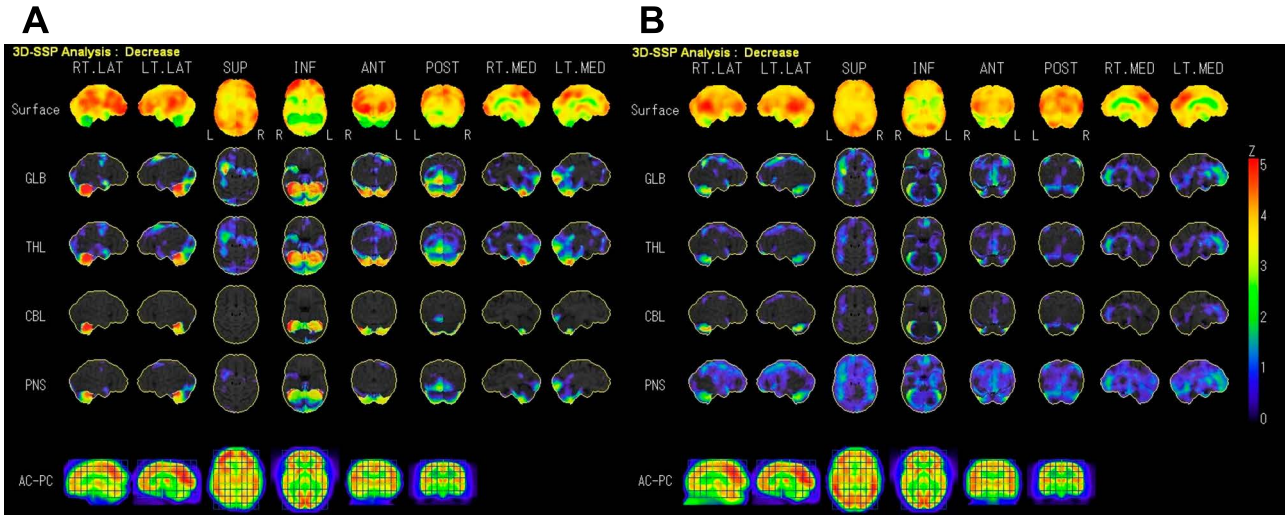 A
B
3D-SSP Analysis : Decrease
RT.LAT LT.LAT SUP INF ANT POST RT.MED LT.MED
Surface
L R R L R L L R
GLB
THL
CBL
PNS
AC-PC
3D-SSP Analysis : Decrease
RT.LAT LT.LAT SUP INF ANT POST RT.MED LT.MED
Surface
L R R L R L L R
GLB
THL
CBL
PNS
AC-PC
Z
5
4
3
2
1
0